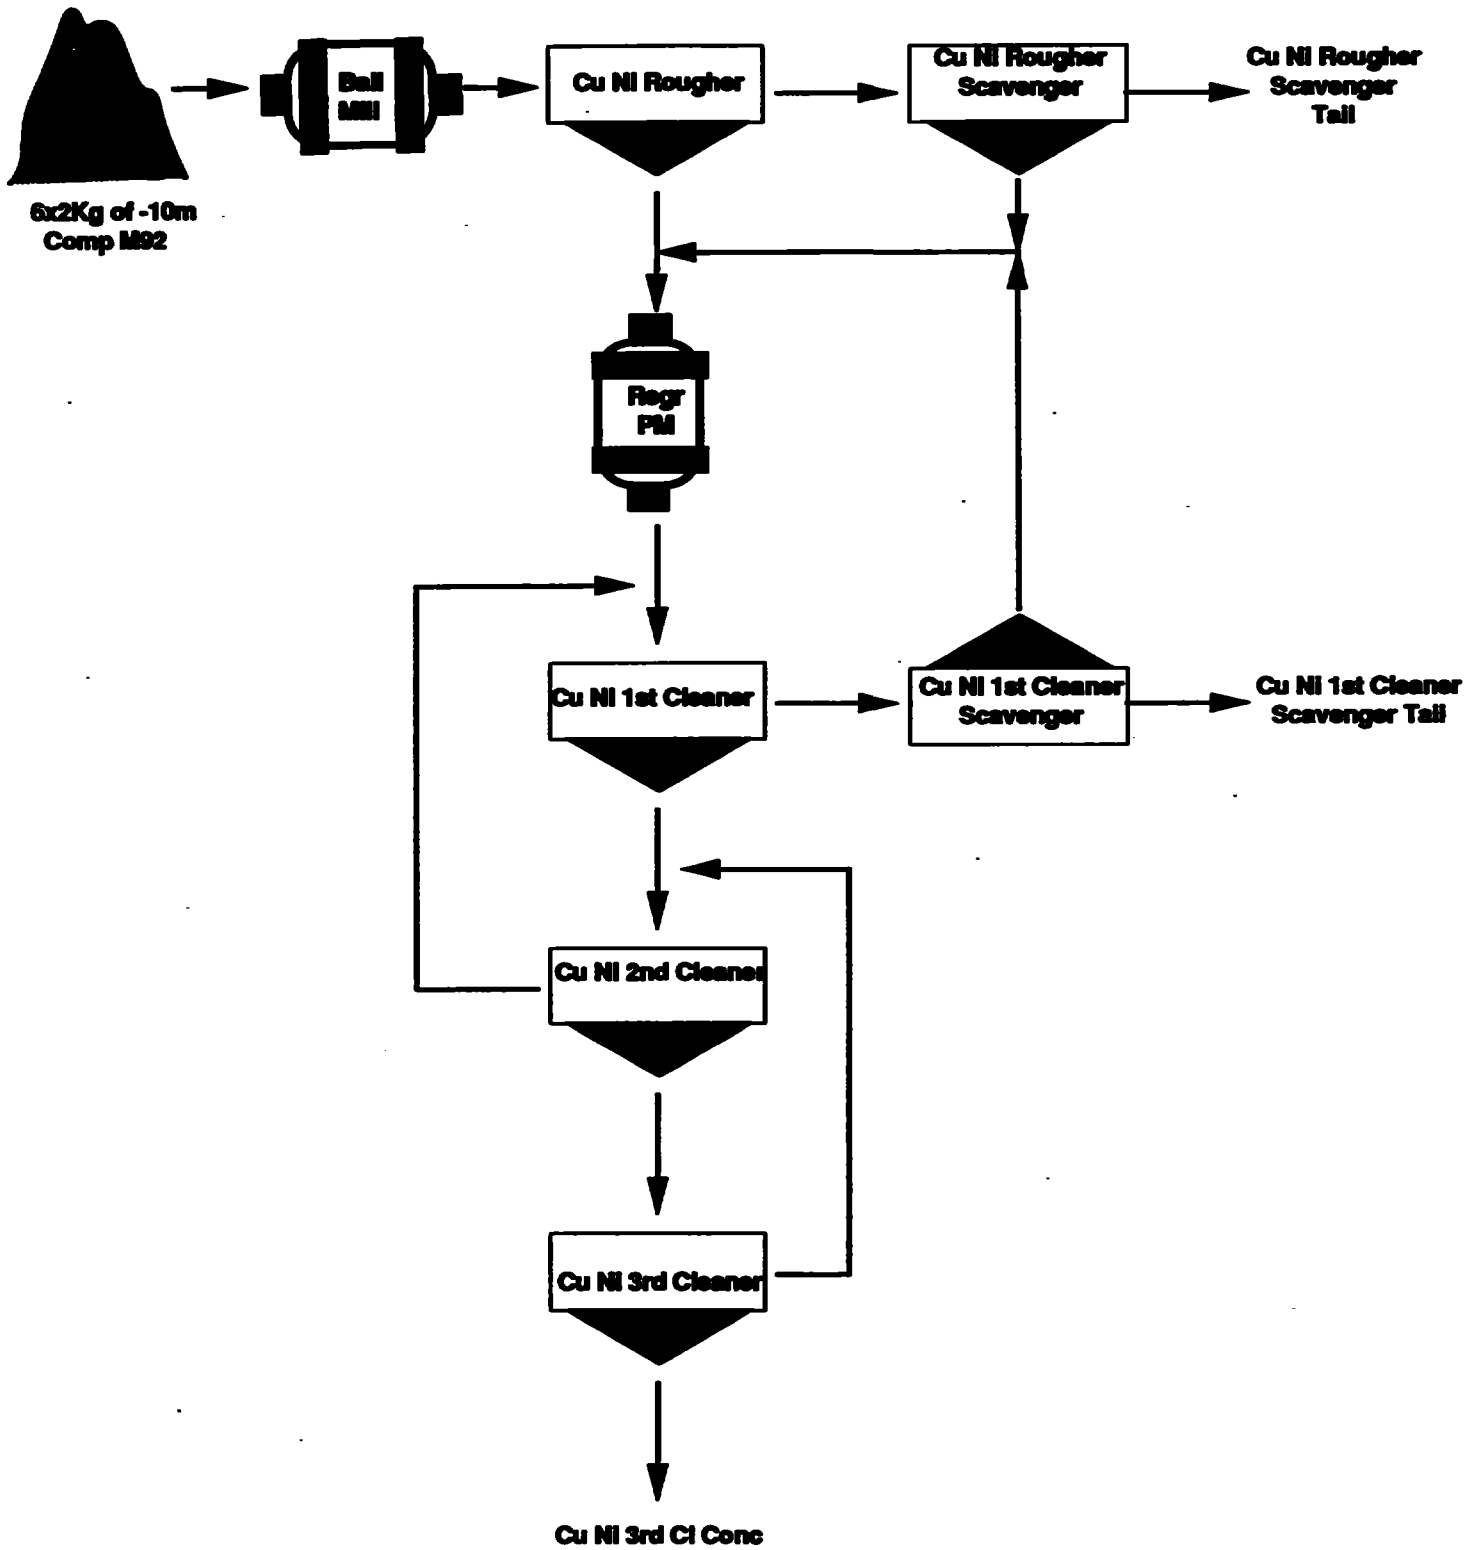 Ball
Mill
Cu Ni Rougher
Cu Ni Rougher
Scavenger
Cu Ni Rougher
Scavenger
Tail
6x2Kg of -10m
Comp M92
Regr
PM
Cu Ni 1st Cleaner
Cu Ni 1st Cleaner
Scavenger
Cu Ni 1st Cleaner
Scavenger Tail
Cu Ni 2nd Cleaner
Cu Ni 3rd Cleaner
Cu Ni 3rd Cl Conc